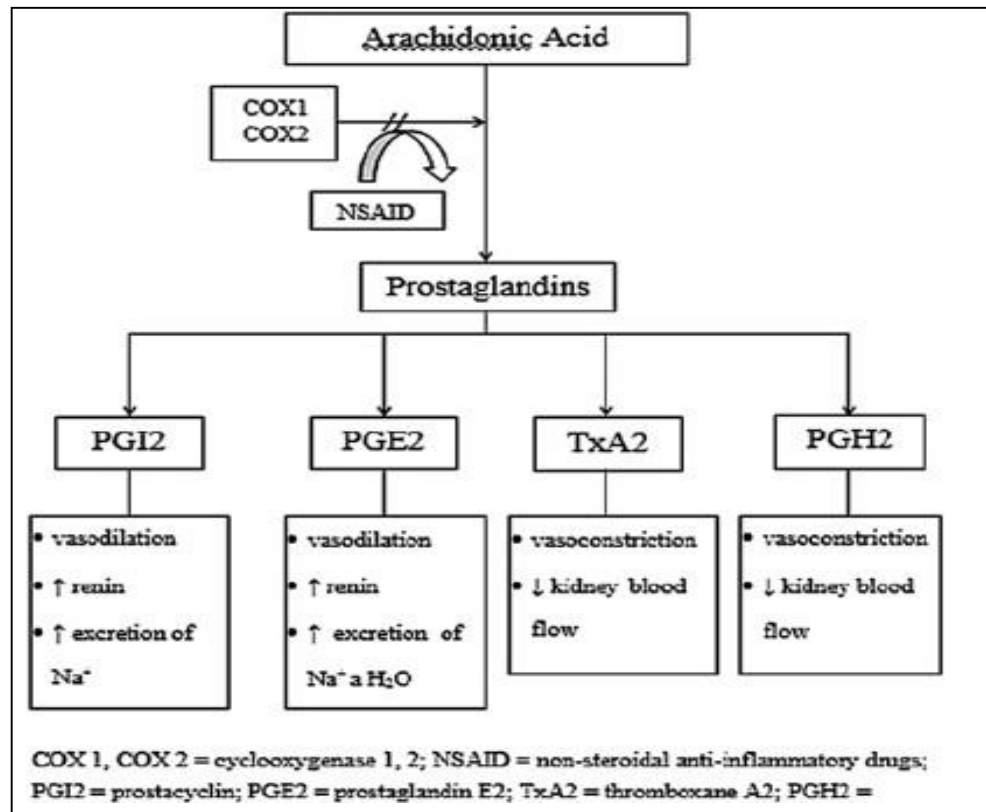 Arachidonic Acid
COX1
COX2
NSAID
Prostaglandins
PGI2
PGE2
TxA2
PGH2
• vasodilation
• ↑ renin
• ↑ excretion of
Na⁺
• vasodilation
• ↑ renin
• ↑ excretion of
Na⁺ a H₂O
• vasoconstriction
• ↓ kidney blood
flow
• vasoconstriction
• ↓ kidney blood
flow
COX 1, COX 2 = cyclooxygenase 1, 2; NSAID = non-steroidal anti-inflammatory drugs;
PGI2 = prostacyclin; PGE2 = prostaglandin E2; TxA2 = thromboxane A2; PGH2 =